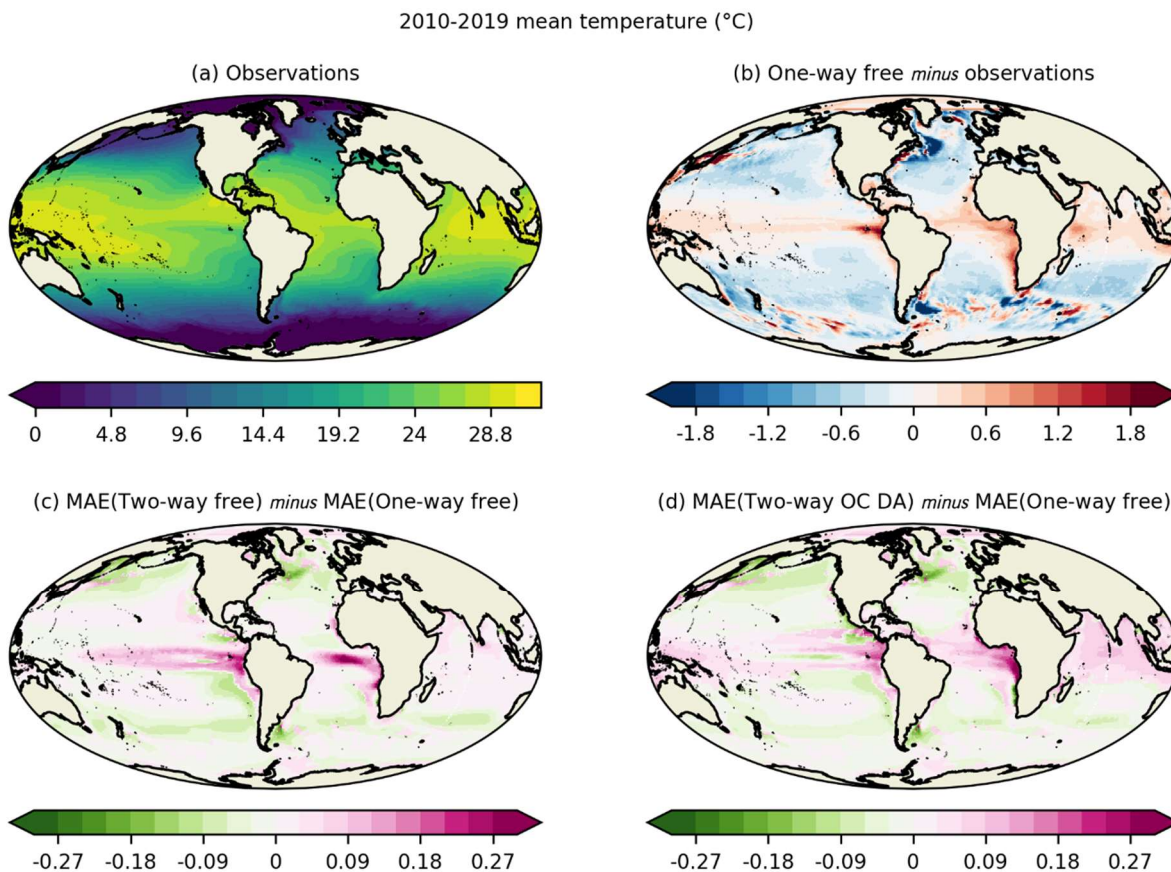 2010-2019 mean temperature (°C)
(a) Observations
(b) One-way free minus observations
0 4.8 9.6 14.4 19.2 24 28.8
-1.8 -1.2 -0.6 0 0.6 1.2 1.8
(c) MAE(Two-way free) minus MAE(One-way free)
(d) MAE(Two-way OC DA) minus MAE(One-way free)
-0.27 -0.18 -0.09 0 0.09 0.18 0.27
-0.27 -0.18 -0.09 0 0.09 0.18 0.27